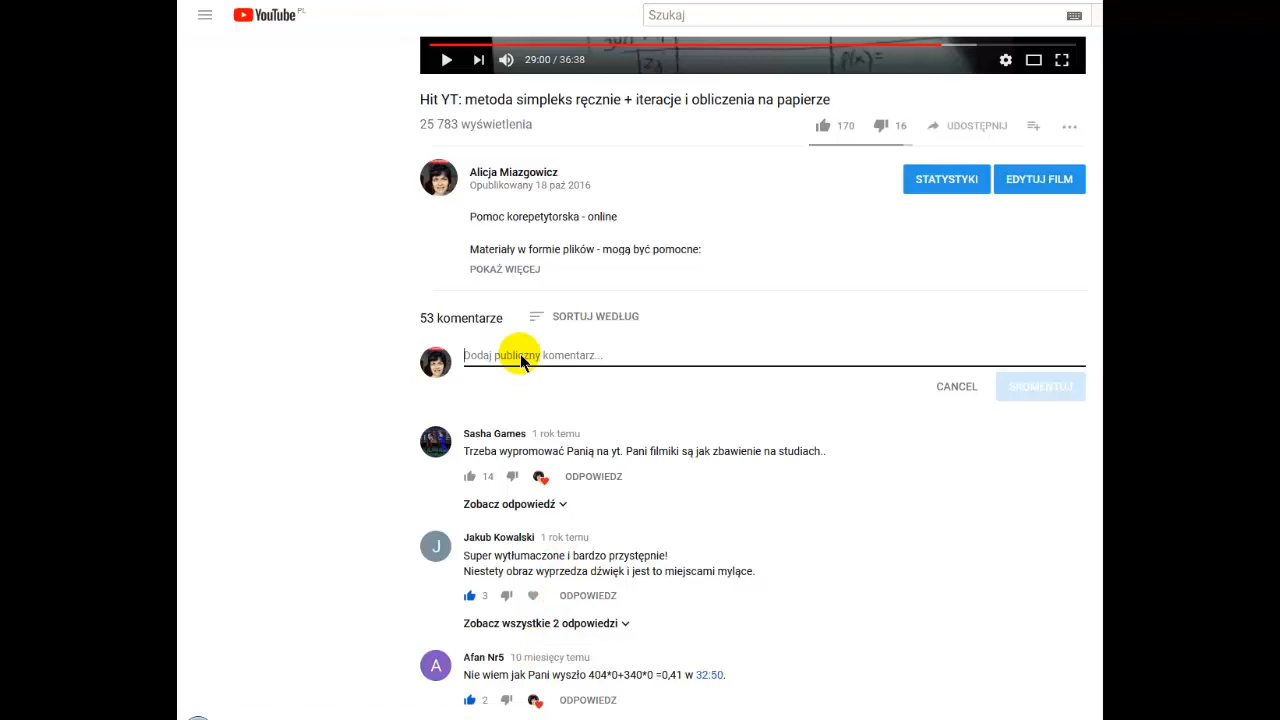 YouTube PL
Szukaj
29:00 / 36:38
Hit YT: metoda simpleks ręcznie + iteracje i obliczenia na papierze
25 783 wyświetlenia
170 16 UDOSTĘPNIJ
Alicja Miazgowicz
Opublikowany 18 paź 2016
STATYSTYKI EDYTUJ FILM
Pomoc korepetytorska - online
Materiały w formie plików - mogą być pomocne:
POKAŻ WIĘCEJ
53 komentarze SORTUJ WEDŁUG
Dodaj publiczny komentarz...
CANCEL SKOMENTUJ
Sasha Games 1 rok temu
Trzeba wypromować Panią na yt. Pani filmiki są jak zbawienie na studiach..
14 ODPOWIEDZ
Zobacz odpowiedź
J
Jakub Kowalski 1 rok temu
Super wytłumaczone i bardzo przystępnie!
Niestety obraz wyprzedza dźwięk i jest to miejscami mylące.
3 ODPOWIEDZ
Zobacz wszystkie 2 odpowiedzi
A
Afan Nr5 10 miesięcy temu
Nie wiem jak Pani wyszło 404*0+340*0 =0,41 w 32:50.
2 ODPOWIEDZ